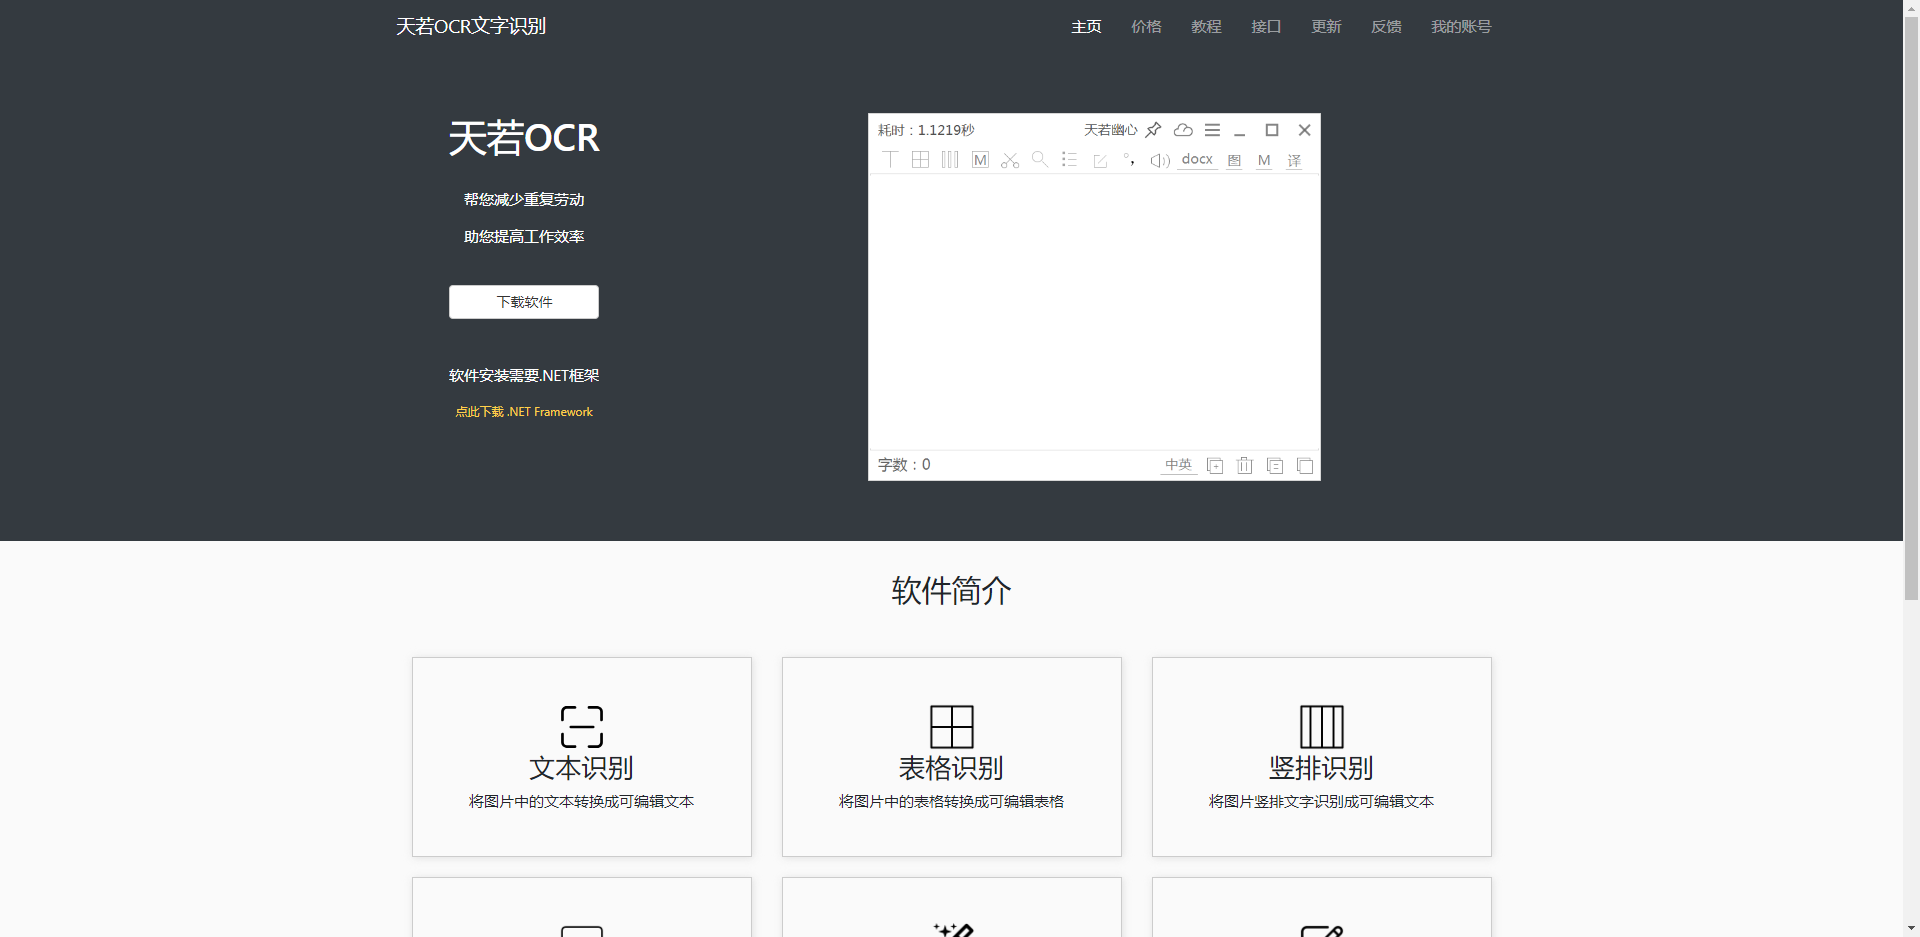 天若OCR文字识别
主页 价格 教程 接口 更新 反馈 我的账号
天若OCR
帮您减少重复劳动
助您提高工作效率
下载软件
软件安装需要.NET框架
点此下载 .NET Framework
耗时：1.1219秒 天若幽心
M docx 图 M 译
字数：0 中英
软件简介
文本识别
将图片中的文本转换成可编辑文本
表格识别
将图片中的表格转换成可编辑表格
竖排识别
将图片竖排文字识别成可编辑文本